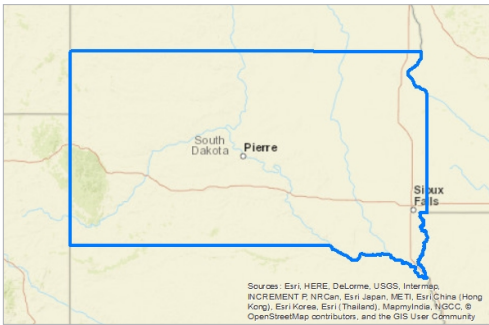 South
Dakota
Pierre
Sioux
Falls
Sources: Esri, HERE, DeLorme, USGS, Intermap,
INCREMENT P, NRCan, Esri Japan, METI, Esri China (Hong
Kong), Esri Korea, Esri (Thailand), MapmyIndia, NGCC, ©
OpenStreetMap contributors, and the GIS User Community